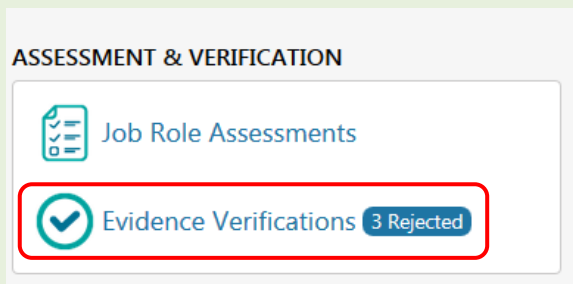 ASSESSMENT & VERIFICATION
Job Role Assessments
Evidence Verifications 3 Rejected